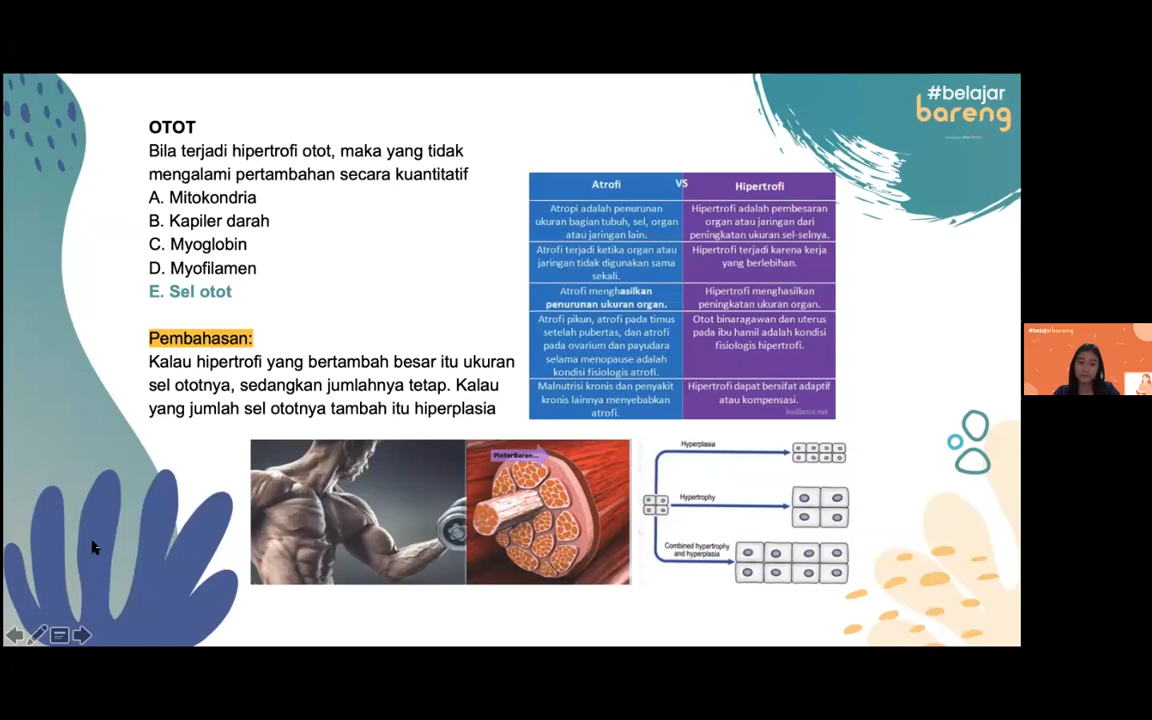 #belajar
bareng
OTOT
Bila terjadi hipertrofi otot, maka yang tidak
mengalami pertambahan secara kuantitatif
A. Mitokondria
B. Kapiler darah
C. Myoglobin
D. Myofilamen
E. Sel otot
Pembahasan:
Kalau hipertrofi yang bertambah besar itu ukuran
sel ototnya, sedangkan jumlahnya tetap. Kalau
yang jumlah sel ototnya tambah itu hiperplasia
Atrofi VS Hipertrofi
Atropi adalah penurunan
ukuran bagian tubuh, sel, organ
atau jaringan lain.
Hipertrofi adalah pembesaran
organ atau jaringan dari
peningkatan ukuran sel-selnya.
Atrofi terjadi ketika organ atau
jaringan tidak digunakan sama
sekali.
Hipertrofi terjadi karena kerja
yang berlebihan.
Atrofi menghasilkan
penurunan ukuran organ.
Hipertrofi menghasilkan
peningkatan ukuran organ.
Atrofi pikun, atrofi pada timus
setelah pubertas, dan atrofi
pada ovarium dan payudara
selama menopause adalah
kondisi fisiologis atrofi.
Otot binaragawan dan uterus
pada ibu hamil adalah kondisi
fisiologis hipertrofi.
Malnutrisi kronis dan penyakit
kronis lainnya menyebabkan
atrofi.
Hipertrofi dapat bersifat adaptif
atau kompensasi.
PinterBaren...
Hyperplasia
Hypertrophy
Combined hypertrophy
and hyperplasia
#belajarbareng